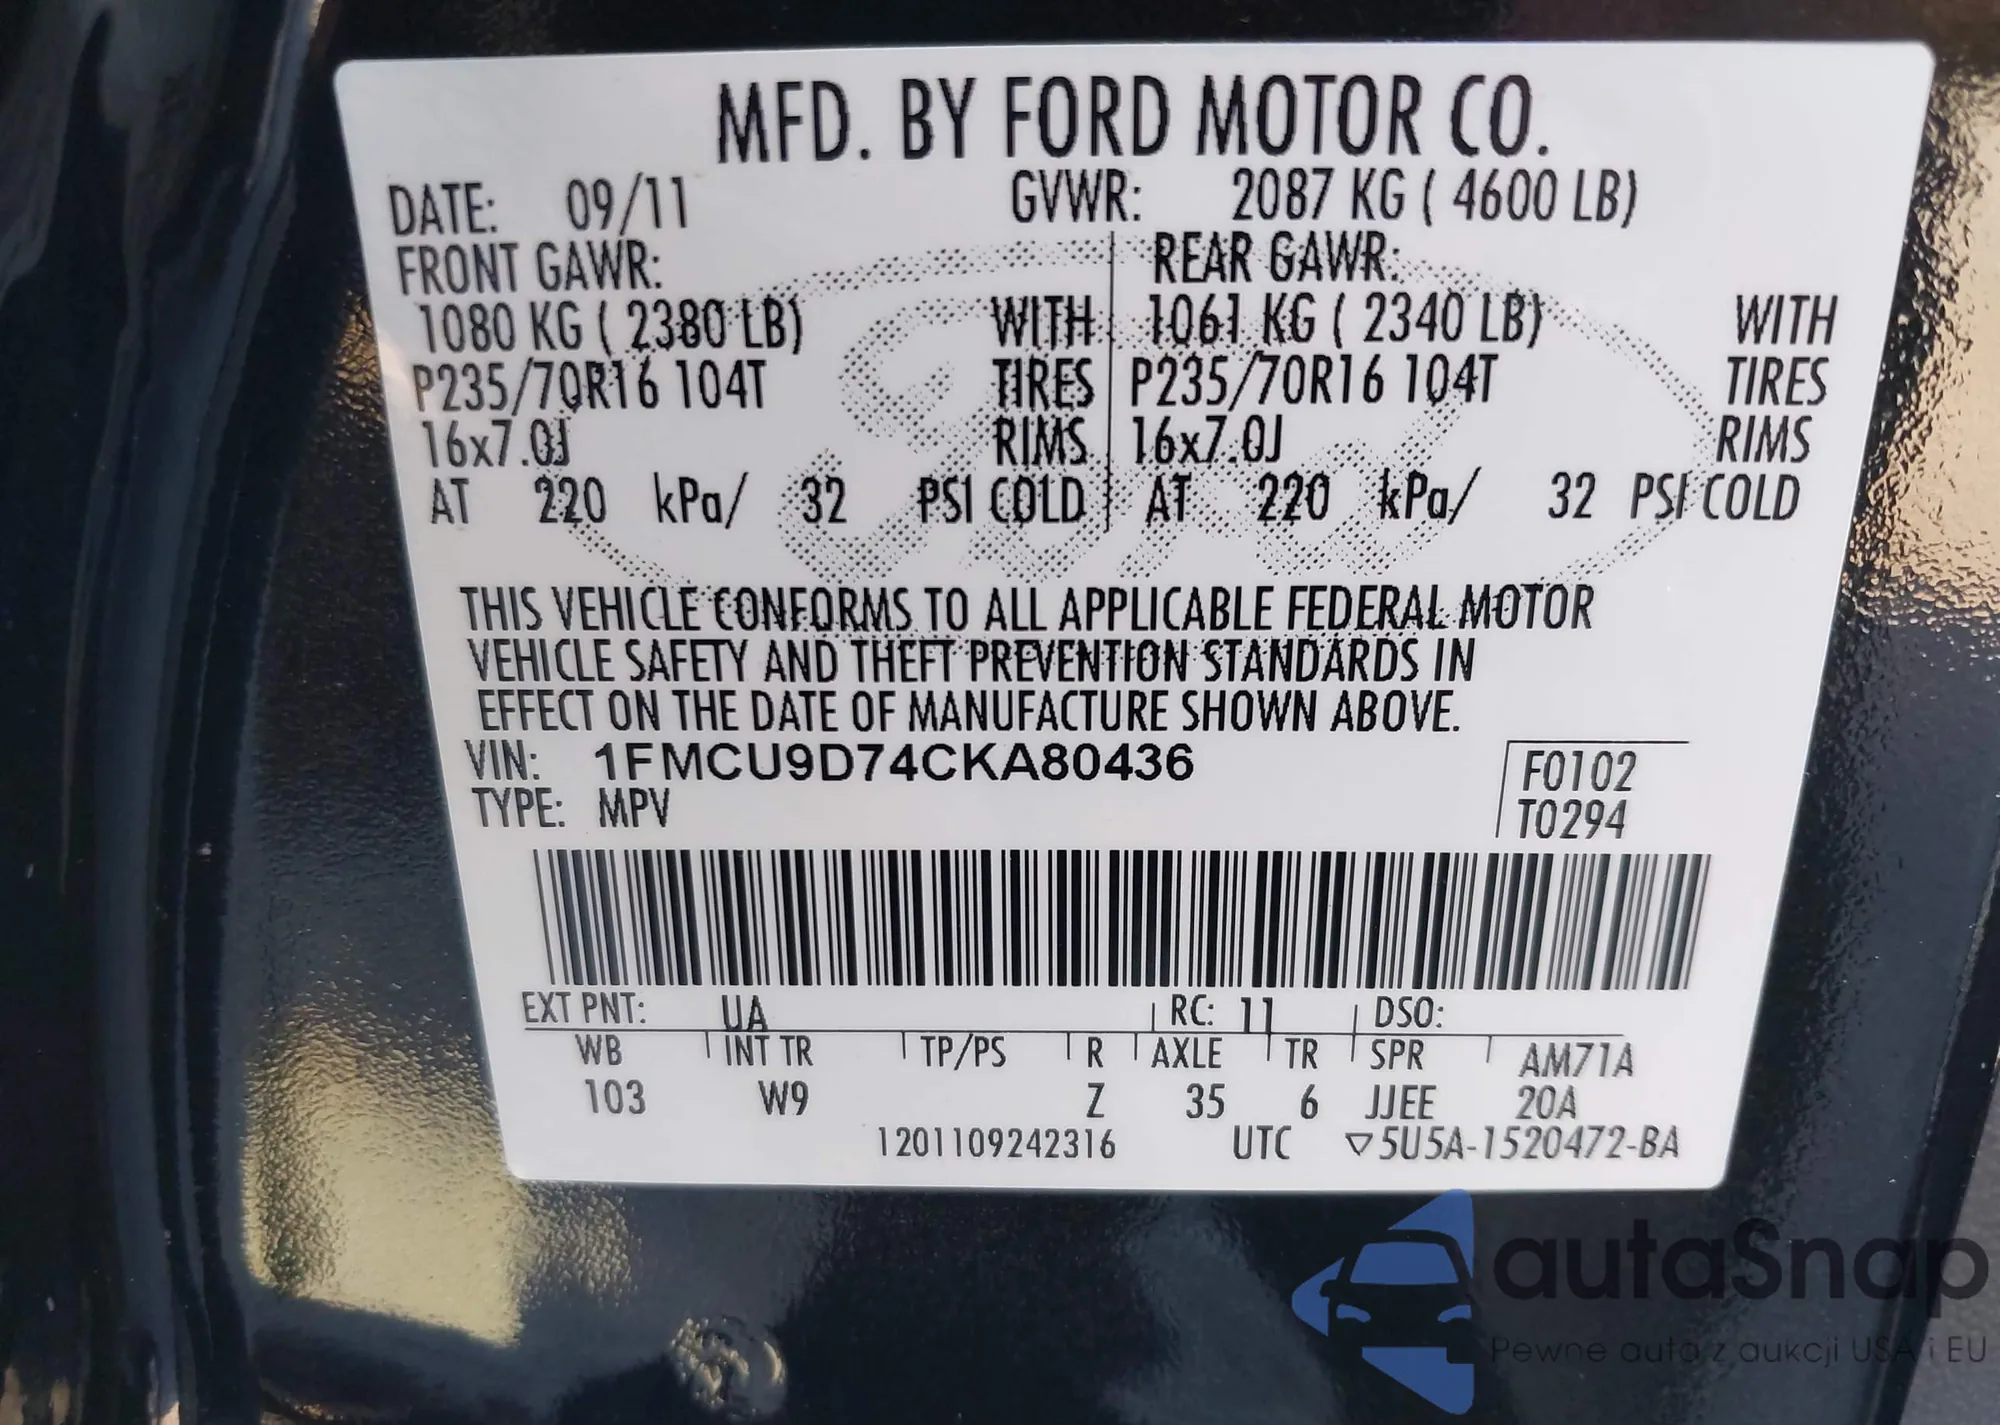 MFD. BY FORD MOTOR CO.
DATE: 09/11 GVWR: 2087 KG ( 4600 LB)
FRONT GAWR: REAR GAWR:
1080 KG ( 2380 LB) WITH 1061 KG ( 2340 LB) WITH
P235/70R16 104T TIRES P235/70R16 104T TIRES
16x7.0J RIMS 16x7.0J RIMS
AT 220 kPa/ 32 PSI COLD AT 220 kPa/ 32 PSI COLD
THIS VEHICLE CONFORMS TO ALL APPLICABLE FEDERAL MOTOR
VEHICLE SAFETY AND THEFT PREVENTION STANDARDS IN
EFFECT ON THE DATE OF MANUFACTURE SHOWN ABOVE.
VIN: 1FMCU9D74CKA80436 F0102
TYPE: MPV T0294
EXT PNT: UA RC: 11 DSO:
WB INT TR TP/PS R AXLE TR SPR AM71A
103 W9 Z 35 6 JJEE 20A
1201109242316 UTC ▽5U5A-1520472-BA
Ford
autaSnap
Pewne auta z aukcji USA i EU